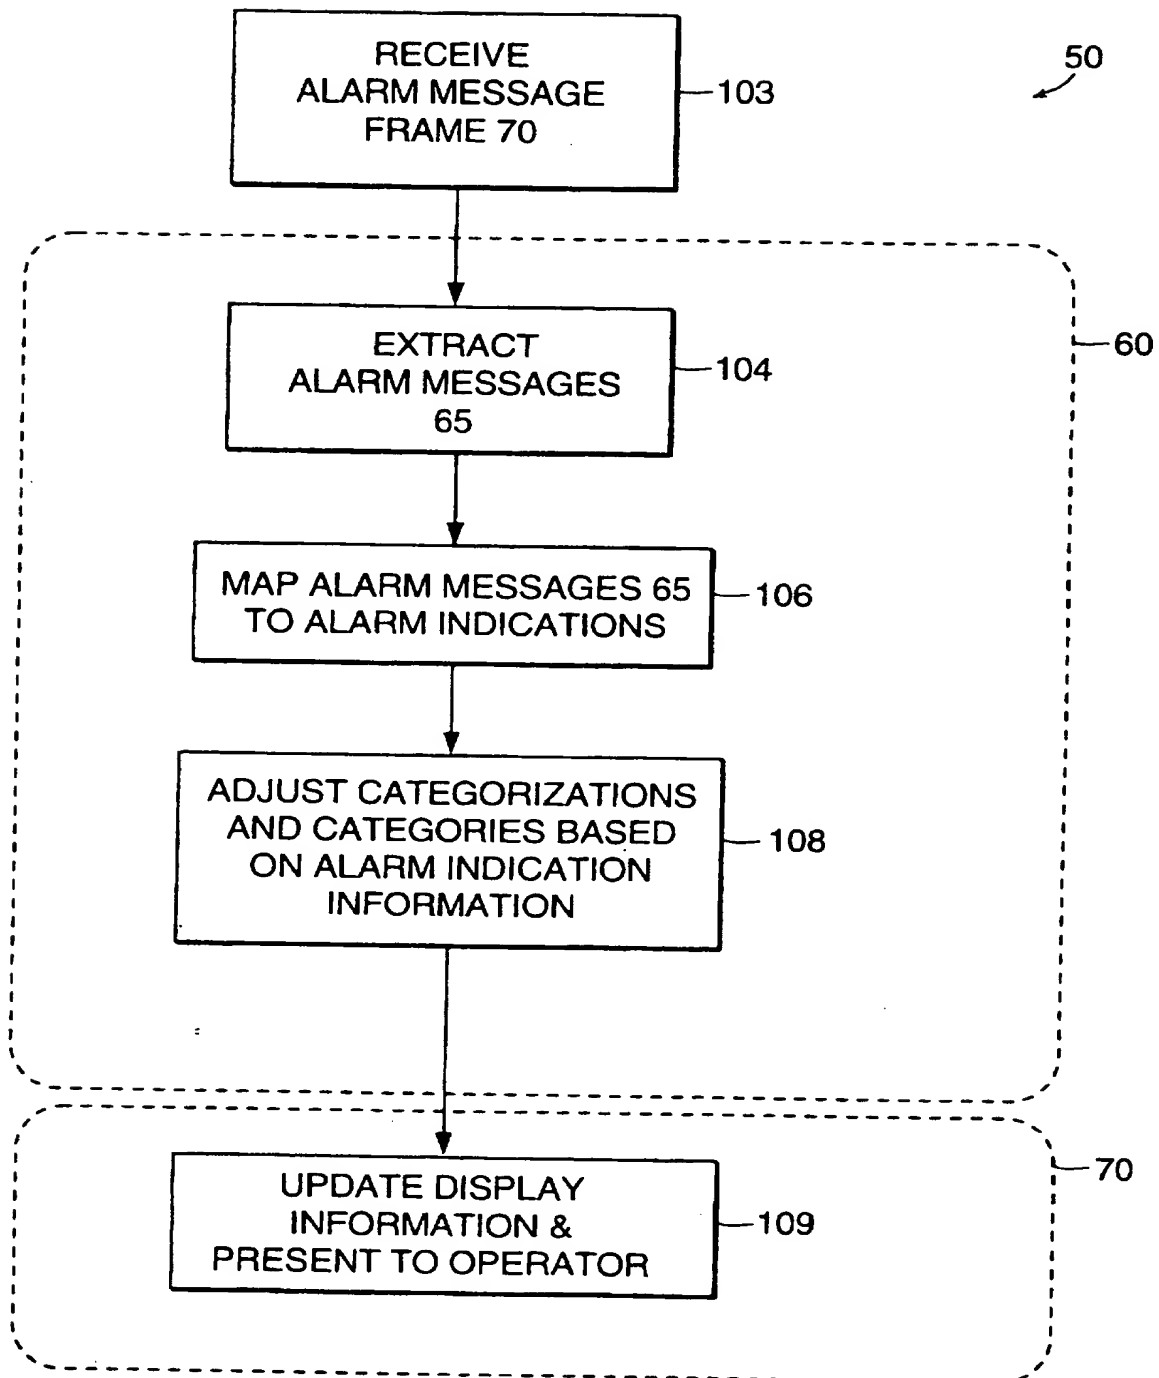 RECEIVE
ALARM MESSAGE
FRAME 70
103
50
60
EXTRACT
ALARM MESSAGES
65
104
MAP ALARM MESSAGES 65
TO ALARM INDICATIONS
106
ADJUST CATEGORIZATIONS
AND CATEGORIES BASED
ON ALARM INDICATION
INFORMATION
108
70
UPDATE DISPLAY
INFORMATION &
PRESENT TO OPERATOR
109